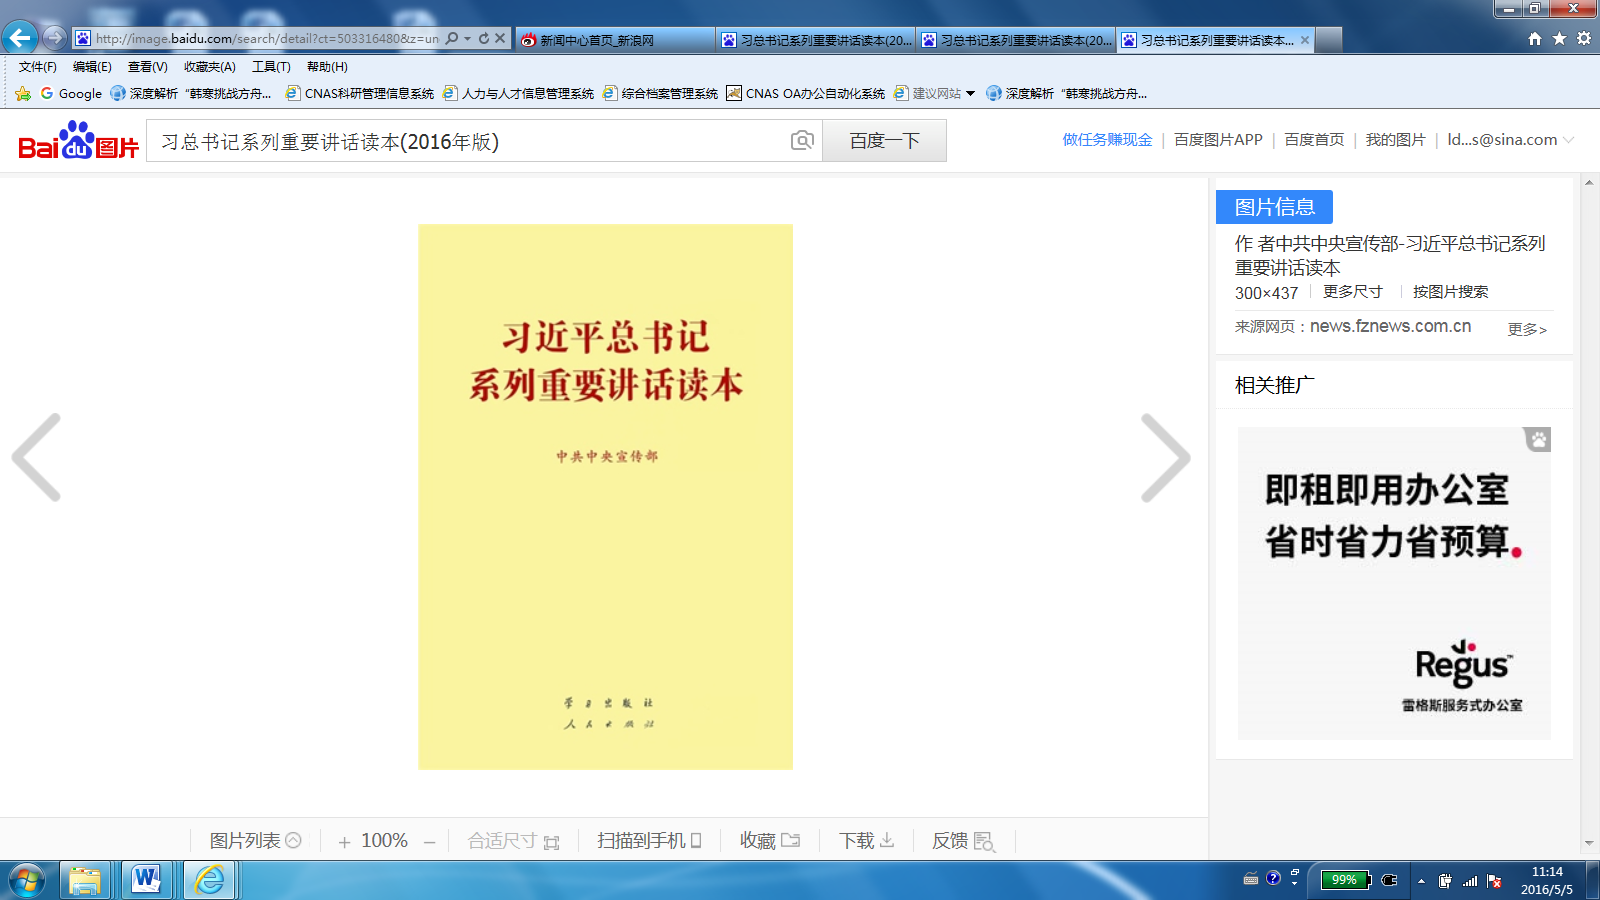 http://image.baidu.com/search/detail?ct=503316480&z=un
新闻中心首页_新浪网
习总书记系列重要讲话读本(20...
习总书记系列重要讲话读本(20...
习总书记系列重要讲话读本...
文件(F) 编辑(E) 查看(V) 收藏夹(A) 工具(T) 帮助(H)
Google 深度解析“韩寒挑战方舟... CNAS科研管理信息系统 人力与人才信息管理系统 综合档案管理系统 CNAS OA办公自动化系统 建议网站 深度解析“韩寒挑战方舟...
Bai du 图片 习总书记系列重要讲话读本(2016年版) 百度一下 做任务赚现金 百度图片APP 百度首页 我的图片 ld...s@sina.com
习近平总书记
系列重要讲话读本
中共中央宣传部
学习出版社
人民出版社
图片信息
作 者中共中央宣传部-习近平总书记系列
重要讲话读本
300×437 更多尺寸 按图片搜索
来源网页：news.fznews.com.cn 更多>
相关推广
即租即用办公室
省时省力省预算.
Regus™
雷格斯服务式办公室
图片列表 + 100% − 合适尺寸 扫描到手机 收藏 下载 反馈
99%
11:14
2016/5/5